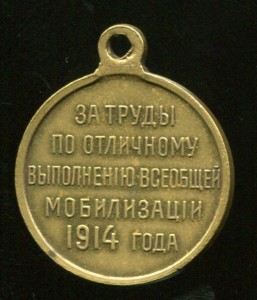 ЗА ТРУДЫ
ПО ОТЛИЧНОМУ
ВЫПОЛНЕНІЮ ВСЕОБЩЕЙ
МОБИЛИЗАЦІИ
1914 ГОДА